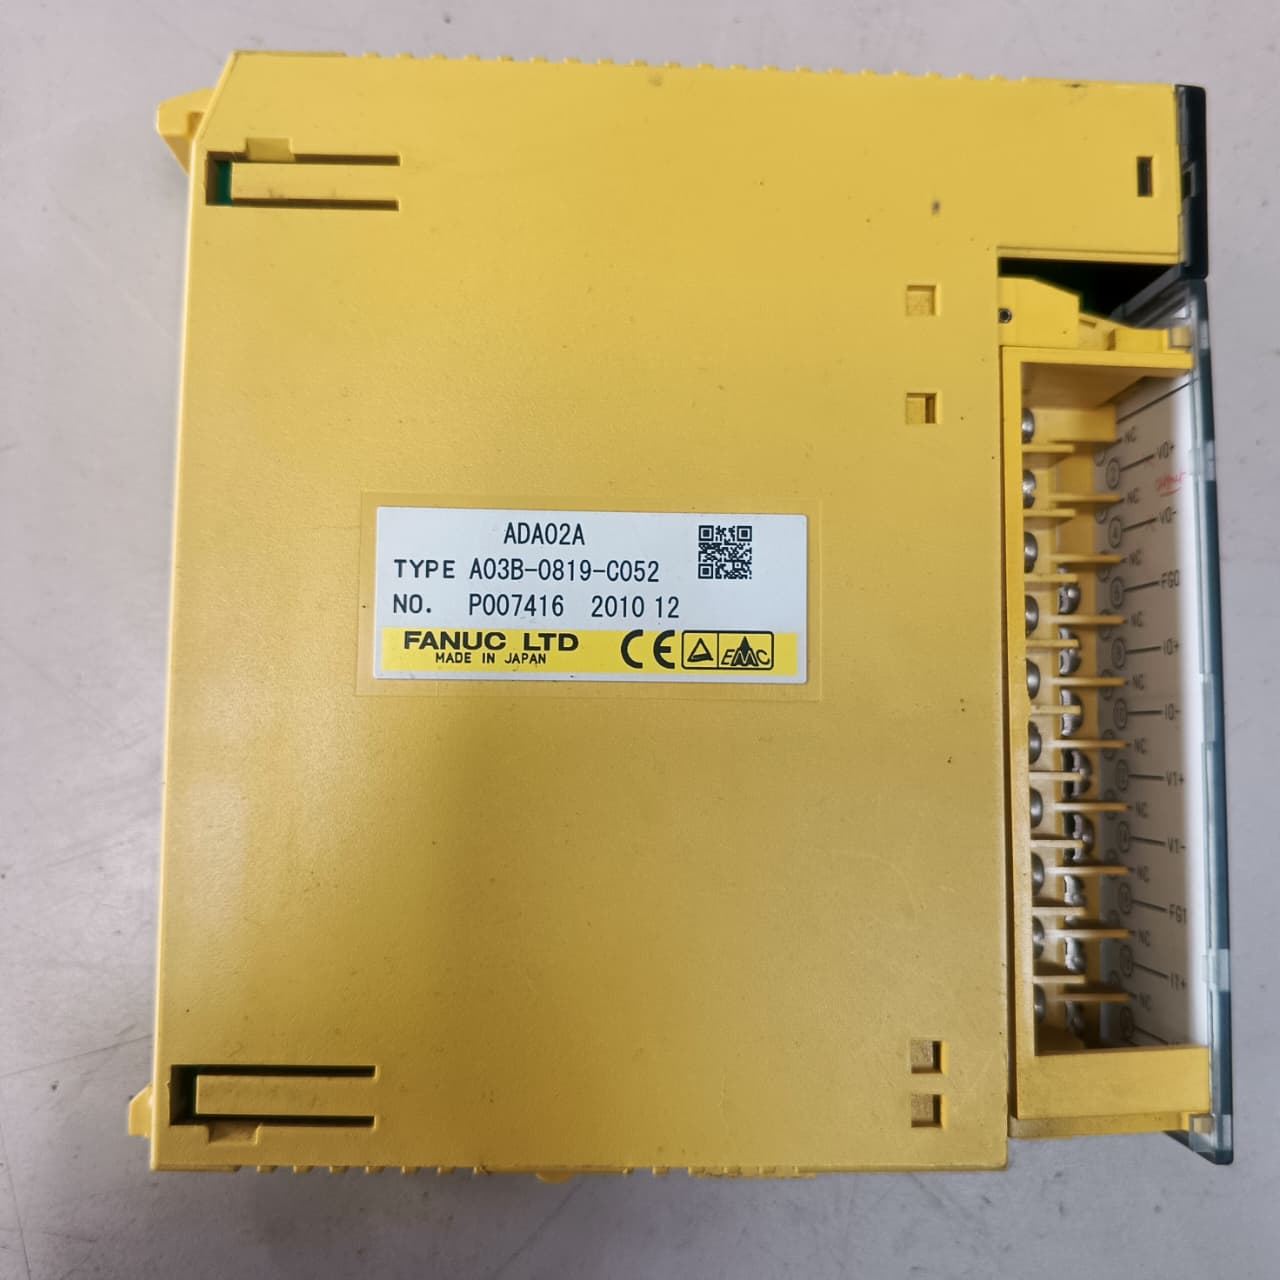 ADA02A
TYPE A03B-0819-C052
NO. P007416 2010 12
FANUC LTD
MADE IN JAPAN
CE
EMC
NC
V0+
NC
V0-
NC
FG0
NC
I0+
NC
I0-
NC
V1+
NC
V1-
NC
FG1
NC
I1+
NC